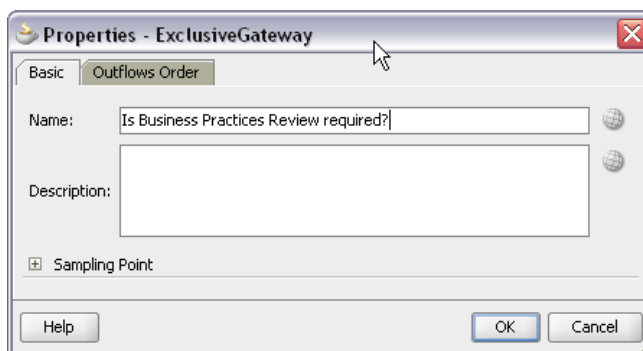 Properties - ExclusiveGateway
Basic Outflows Order
Name: Is Business Practices Review required?
Description:
Sampling Point
Help OK Cancel